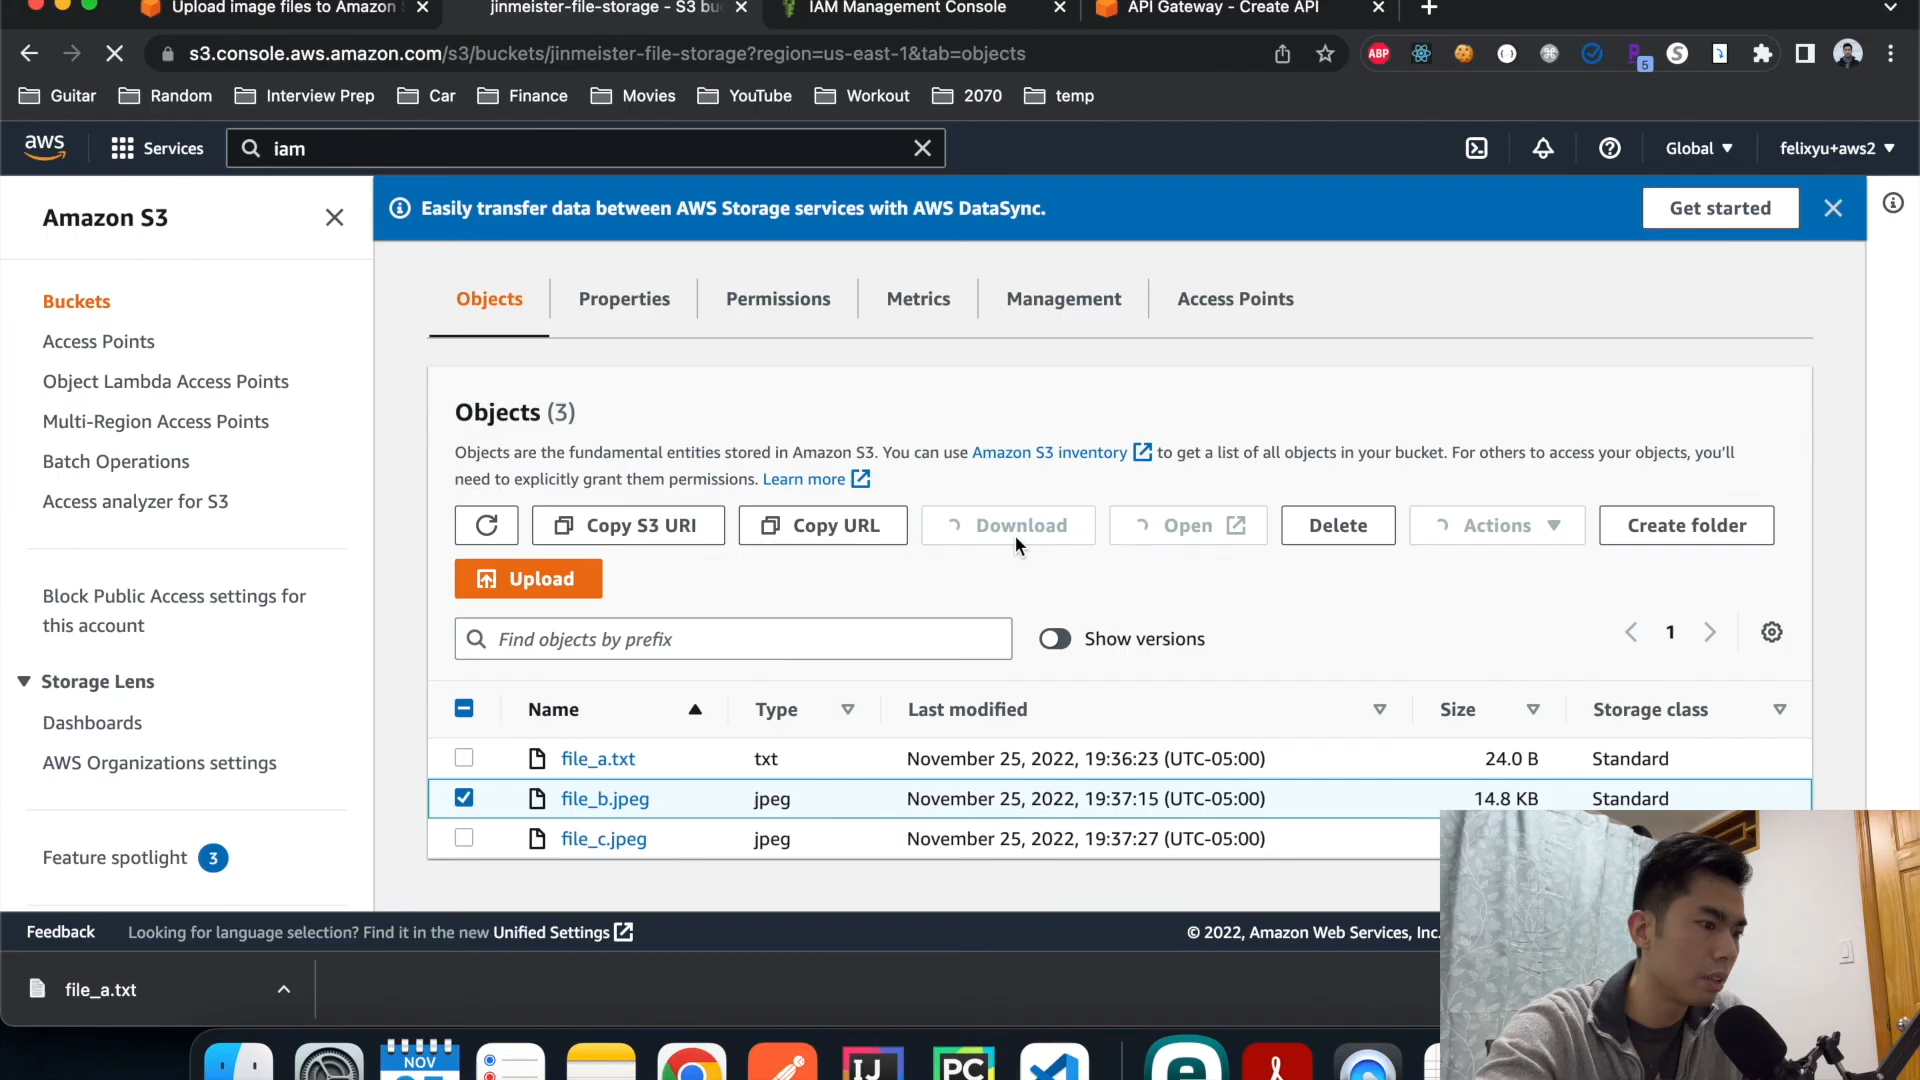 Upload image files to Amazon S
jinmeister-file-storage - S3 buc
IAM Management Console
API Gateway - Create API
s3.console.aws.amazon.com/s3/buckets/jinmeister-file-storage?region=us-east-1&tab=objects
ABP
5
Guitar
Random
Interview Prep
Car
Finance
Movies
YouTube
Workout
2070
temp
aws
Services
iam
Global
felixyu+aws2
Amazon S3
Easily transfer data between AWS Storage services with AWS DataSync.
Get started
Buckets
Access Points
Object Lambda Access Points
Multi-Region Access Points
Batch Operations
Access analyzer for S3
Block Public Access settings for
this account
Storage Lens
Dashboards
AWS Organizations settings
Feature spotlight 3
Objects
Properties
Permissions
Metrics
Management
Access Points
Objects (3)
Objects are the fundamental entities stored in Amazon S3. You can use Amazon S3 inventory to get a list of all objects in your bucket. For others to access your objects, you'll
need to explicitly grant them permissions. Learn more
Copy S3 URI
Copy URL
Download
Open
Delete
Actions
Create folder
Upload
Find objects by prefix
Show versions
1
Name Type Last modified Size Storage class
file_a.txt txt November 25, 2022, 19:36:23 (UTC-05:00) 24.0 B Standard
file_b.jpeg jpeg November 25, 2022, 19:37:15 (UTC-05:00) 14.8 KB Standard
file_c.jpeg jpeg November 25, 2022, 19:37:27 (UTC-05:00)
Feedback
Looking for language selection? Find it in the new Unified Settings
© 2022, Amazon Web Services, Inc.
file_a.txt
NOV
IJ
PC